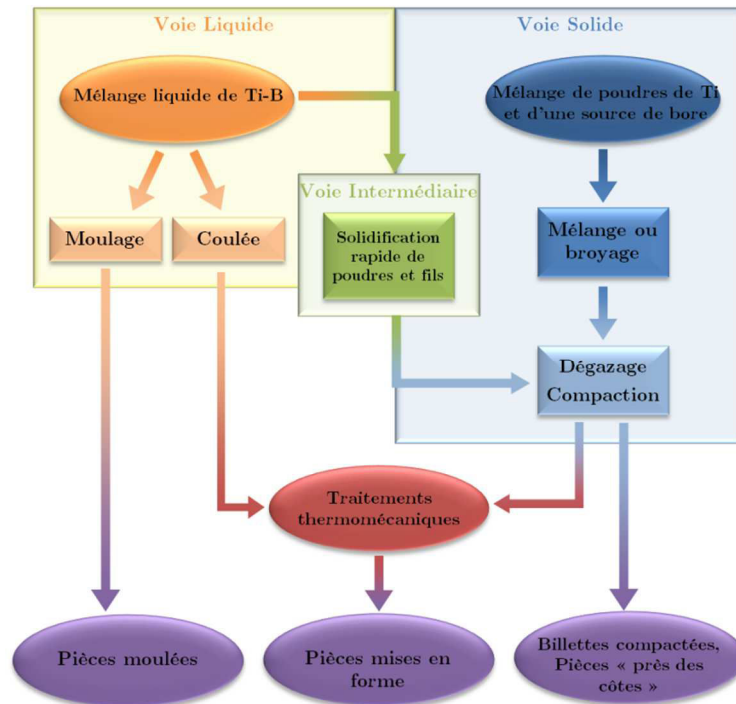 Voie Liquide
Voie Solide
Mélange liquide de Ti-B
Mélange de poudres de Ti
et d'une source de bore
Voie Intermédiaire
Moulage
Coulée
Solidification
rapide de
poudres et fils
Mélange ou
broyage
Dégazage
Compaction
Traitements
thermomécaniques
Pièces moulées
Pièces mises en
forme
Billettes compactées,
Pièces « près des
côtes »